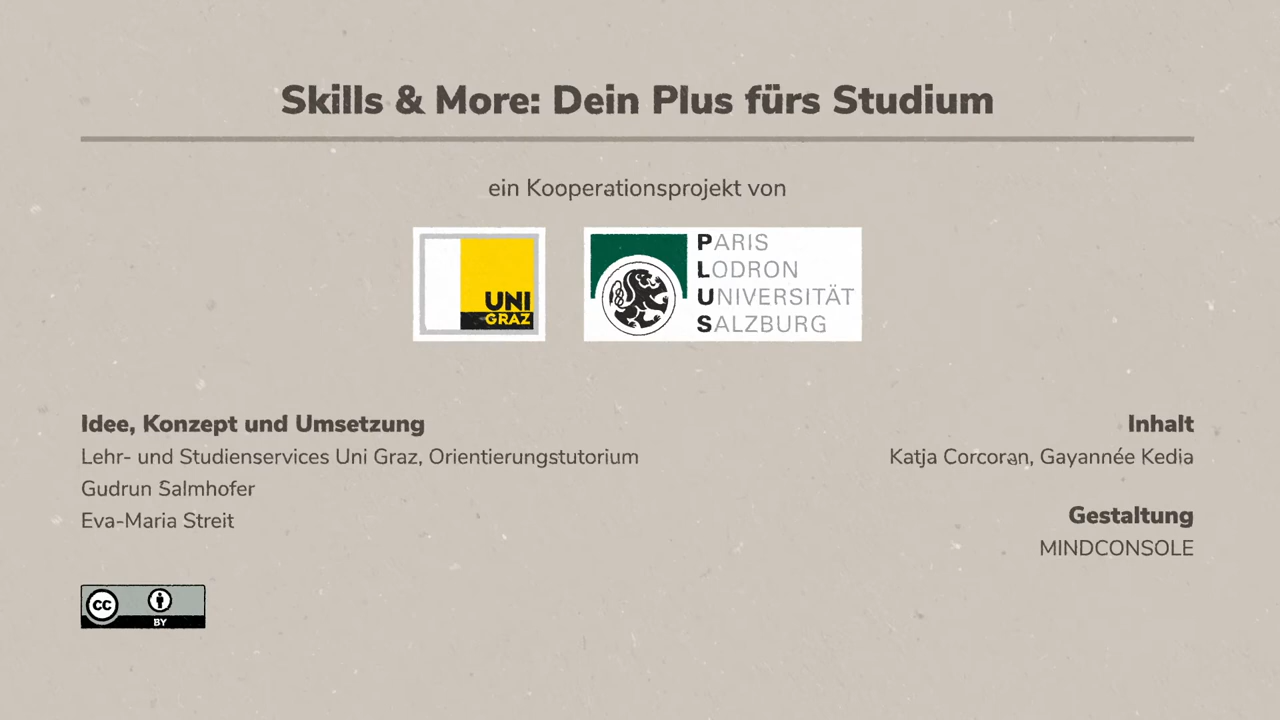 Skills & More: Dein Plus fürs Studium
ein Kooperationsprojekt von
UNI
GRAZ
PARIS
LODRON
UNIVERSITÄT
SALZBURG
Idee, Konzept und Umsetzung
Lehr- und Studienservices Uni Graz, Orientierungstutorium
Gudrun Salmhofer
Eva-Maria Streit
Inhalt
Katja Corcoran, Gayannée Kedia
Gestaltung
MINDCONSOLE
CC
BY